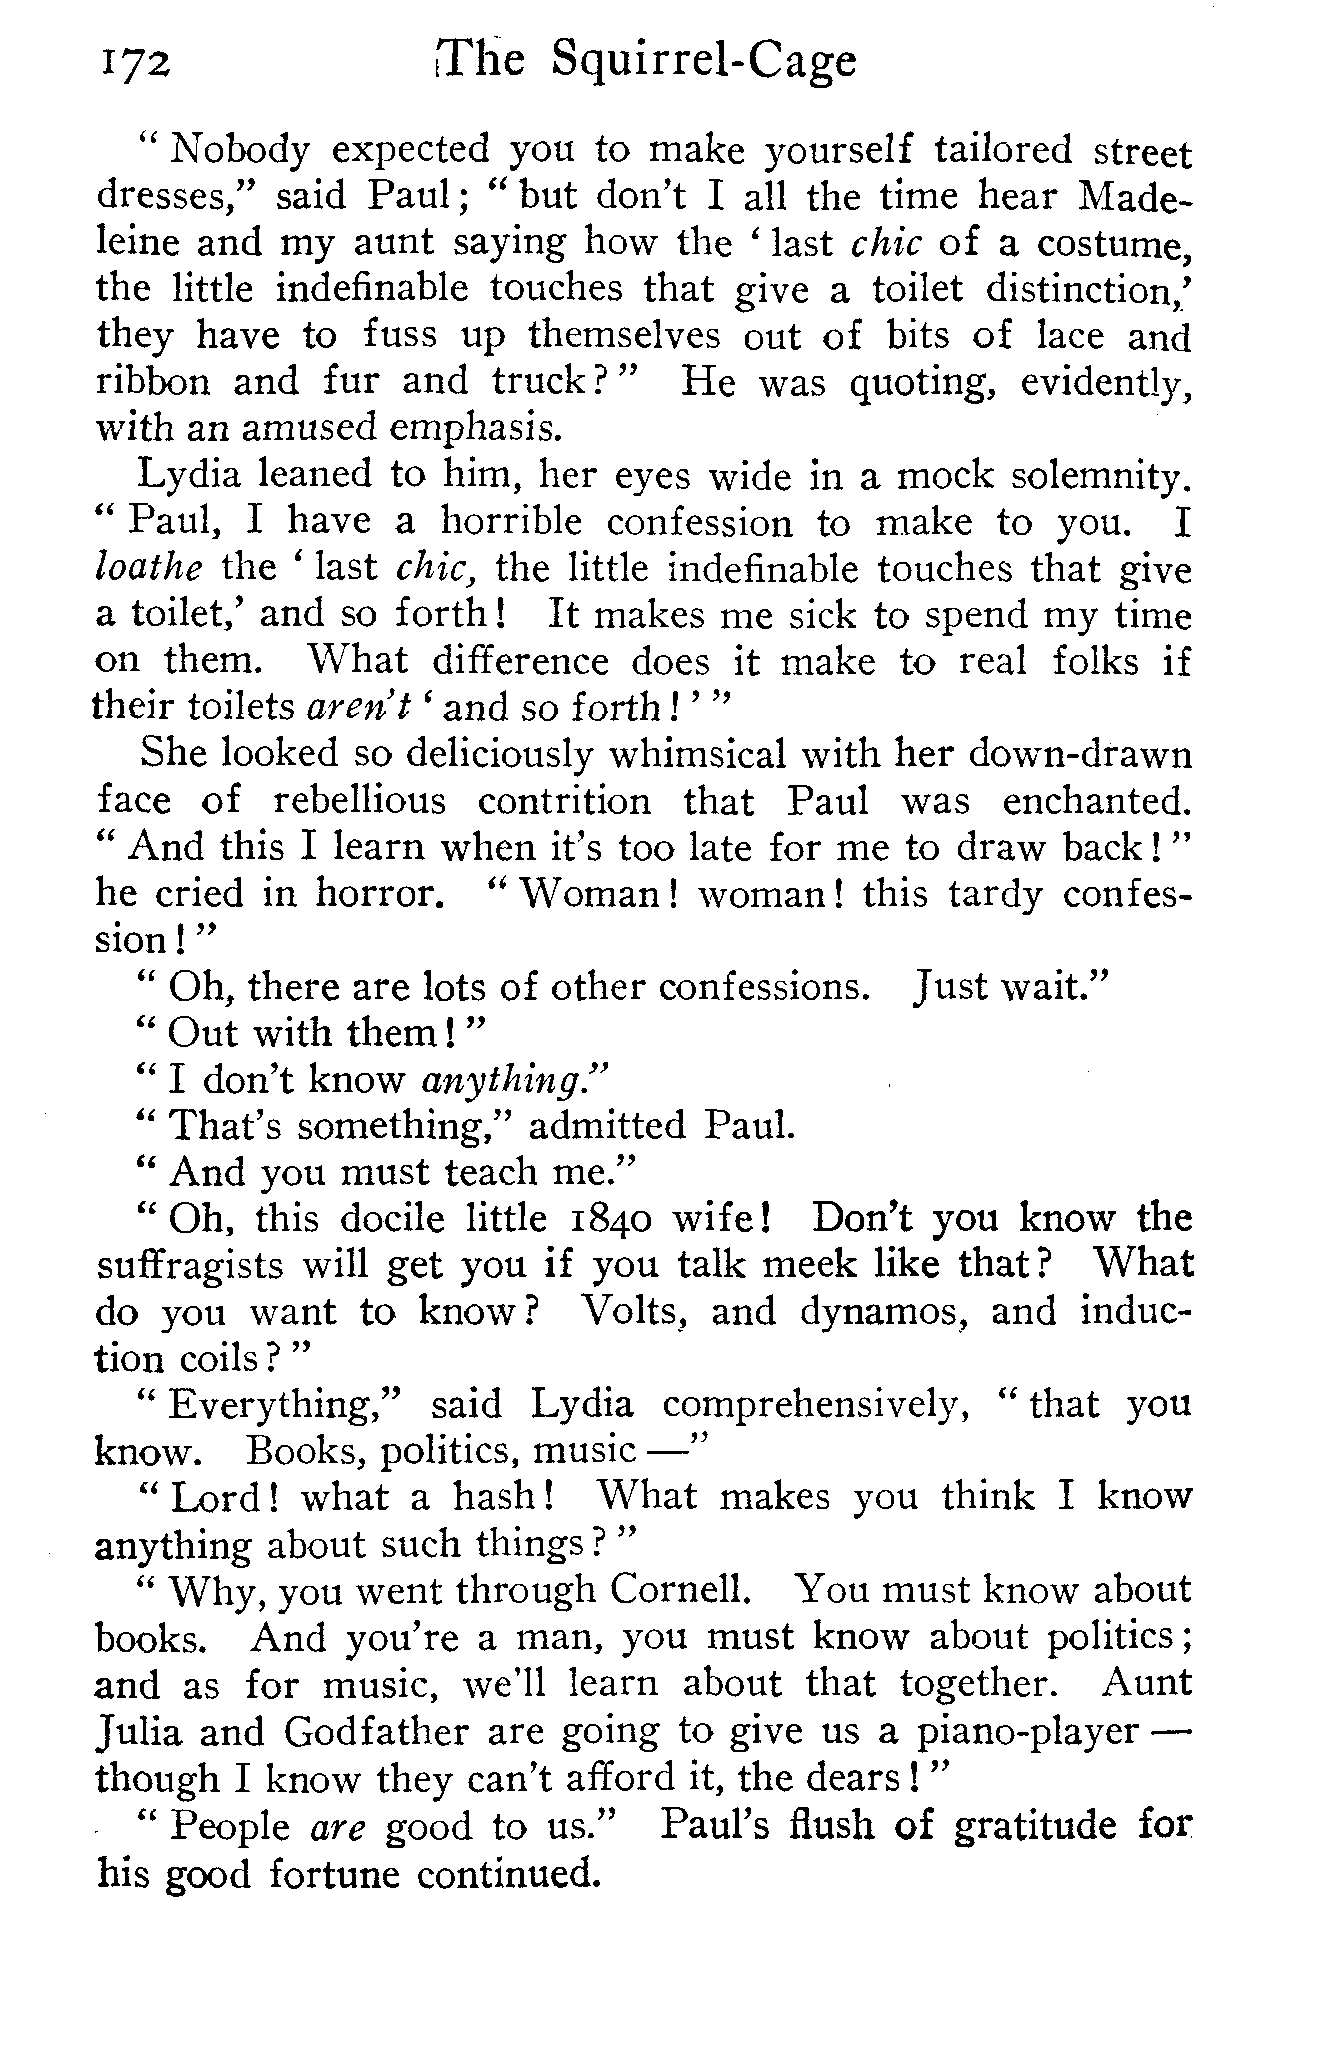 172 The Squirrel-Cage
" Nobody expected you to make yourself tailored street
dresses," said Paul; " but don't I all the time hear Made-
leine and my aunt saying how the ' last chic of a costume,
the little indefinable touches that give a toilet distinction,'
they have to fuss up themselves out of bits of lace and
ribbon and fur and truck? " He was quoting, evidently,
with an amused emphasis.
Lydia leaned to him, her eyes wide in a mock solemnity.
" Paul, I have a horrible confession to make to you. I
loathe the ' last chic, the little indefinable touches that give
a toilet,' and so forth! It makes me sick to spend my time
on them. What difference does it make to real folks if
their toilets aren't ' and so forth! ' "
She looked so deliciously whimsical with her down-drawn
face of rebellious contrition that Paul was enchanted.
" And this I learn when it's too late for me to draw back! "
he cried in horror. " Woman! woman! this tardy confes-
sion! "
" Oh, there are lots of other confessions. Just wait."
" Out with them! "
" I don't know anything."
" That's something," admitted Paul.
" And you must teach me."
" Oh, this docile little 1840 wife! Don't you know the
suffragists will get you if you talk meek like that? What
do you want to know? Volts, and dynamos, and induc-
tion coils? "
" Everything," said Lydia comprehensively, " that you
know. Books, politics, music —"
" Lord! what a hash! What makes you think I know
anything about such things? "
" Why, you went through Cornell. You must know about
books. And you're a man, you must know about politics;
and as for music, we'll learn about that together. Aunt
Julia and Godfather are going to give us a piano-player —
though I know they can't afford it, the dears! "
" People are good to us." Paul's flush of gratitude for
his good fortune continued.